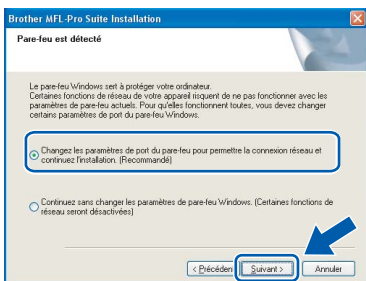 Brother MFL-Pro Suite Installation
Pare-feu est détecté
Le pare-feu Windows sert à protéger votre ordinateur.
Certaines fonctions de réseau de votre appareil risquent de ne pas fonctionner avec les
paramètres de pare-feu actuels. Pour qu'elles fonctionnent toutes, vous devez changer
certains paramètres de port du pare-feu Windows.
Changez les paramètres de port du pare-feu pour permettre la connexion réseau et
continuez l'installation. (Recommandé)
Continuez sans changer les paramètres de pare-feu Windows. (Certaines fonctions de
réseau seront désactivées)
< Précéden
Suivant >
Annuler